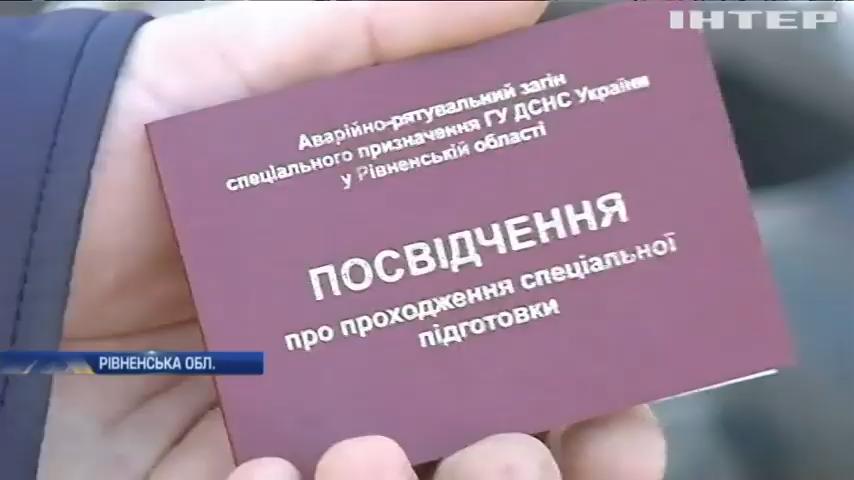 ІНТЕР
Аварійно-рятувальний загін
спеціального призначення ГУ ДСНС України
у Рівненській області
ПОСВІДЧЕННЯ
про проходження спеціальної
підготовки
РІВНЕНСЬКА ОБЛ.